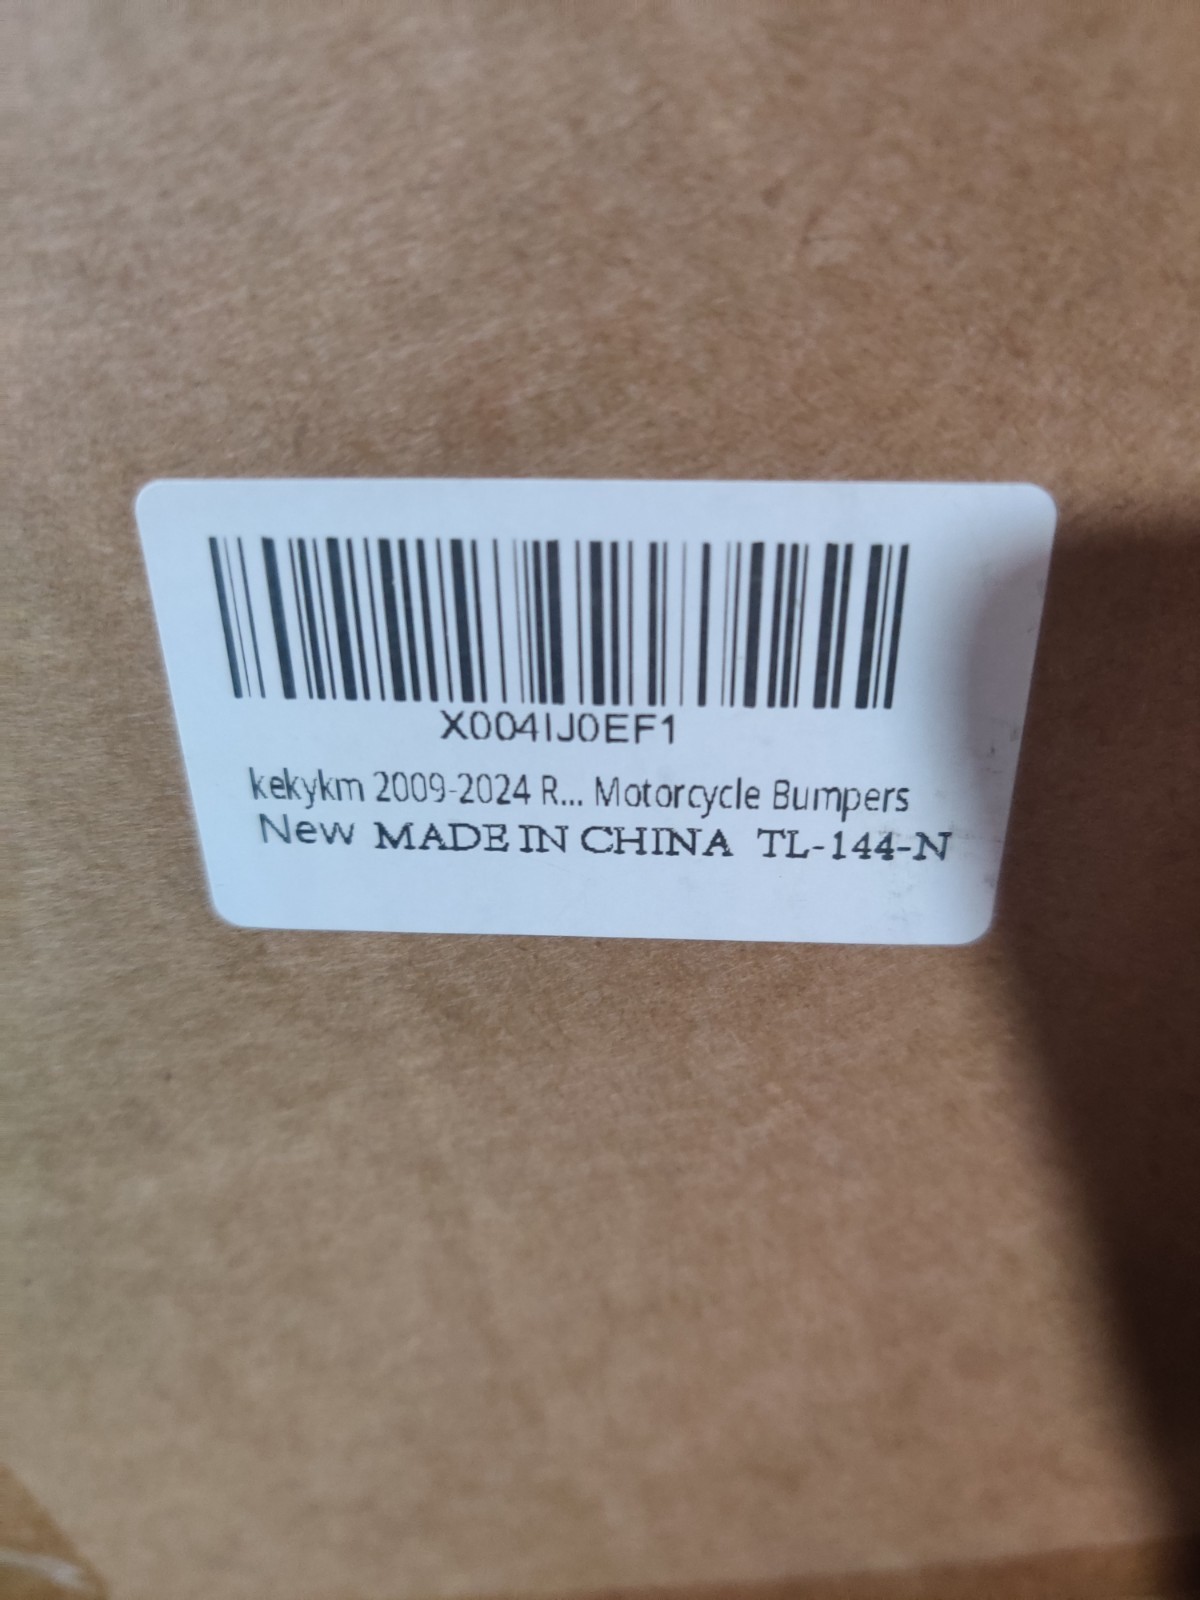 X004IJ0EF1
kekykm 2009-2024 R... Motorcycle Bumpers
New MADE IN CHINA TL-144-N